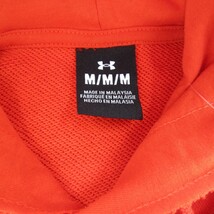 M/M/M
MADE IN MALAYSIA
FABRIQUÉ EN MALAISIE
HECHO EN MALASIA